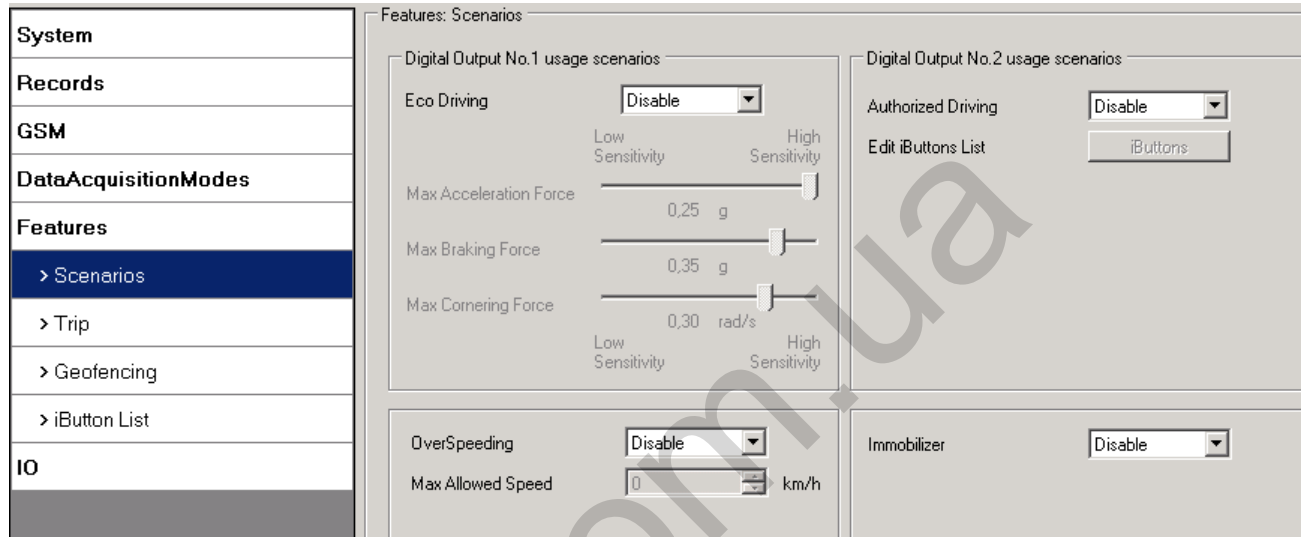 System
Records
GSM
DataAcquisitionModes
Features
> Scenarios
> Trip
> Geofencing
> iButton List
IO
Features: Scenarios
Digital Output No.1 usage scenarios
Eco Driving
Disable
Low Sensitivity
High Sensitivity
Max Acceleration Force
0,25 g
Max Braking Force
0,35 g
Max Cornering Force
0,30 rad/s
Low Sensitivity
High Sensitivity
OverSpeeding
Disable
Max Allowed Speed
0
km/h
Digital Output No.2 usage scenarios
Authorized Driving
Disable
Edit iButtons List
iButtons
Immobilizer
Disable
om.ua